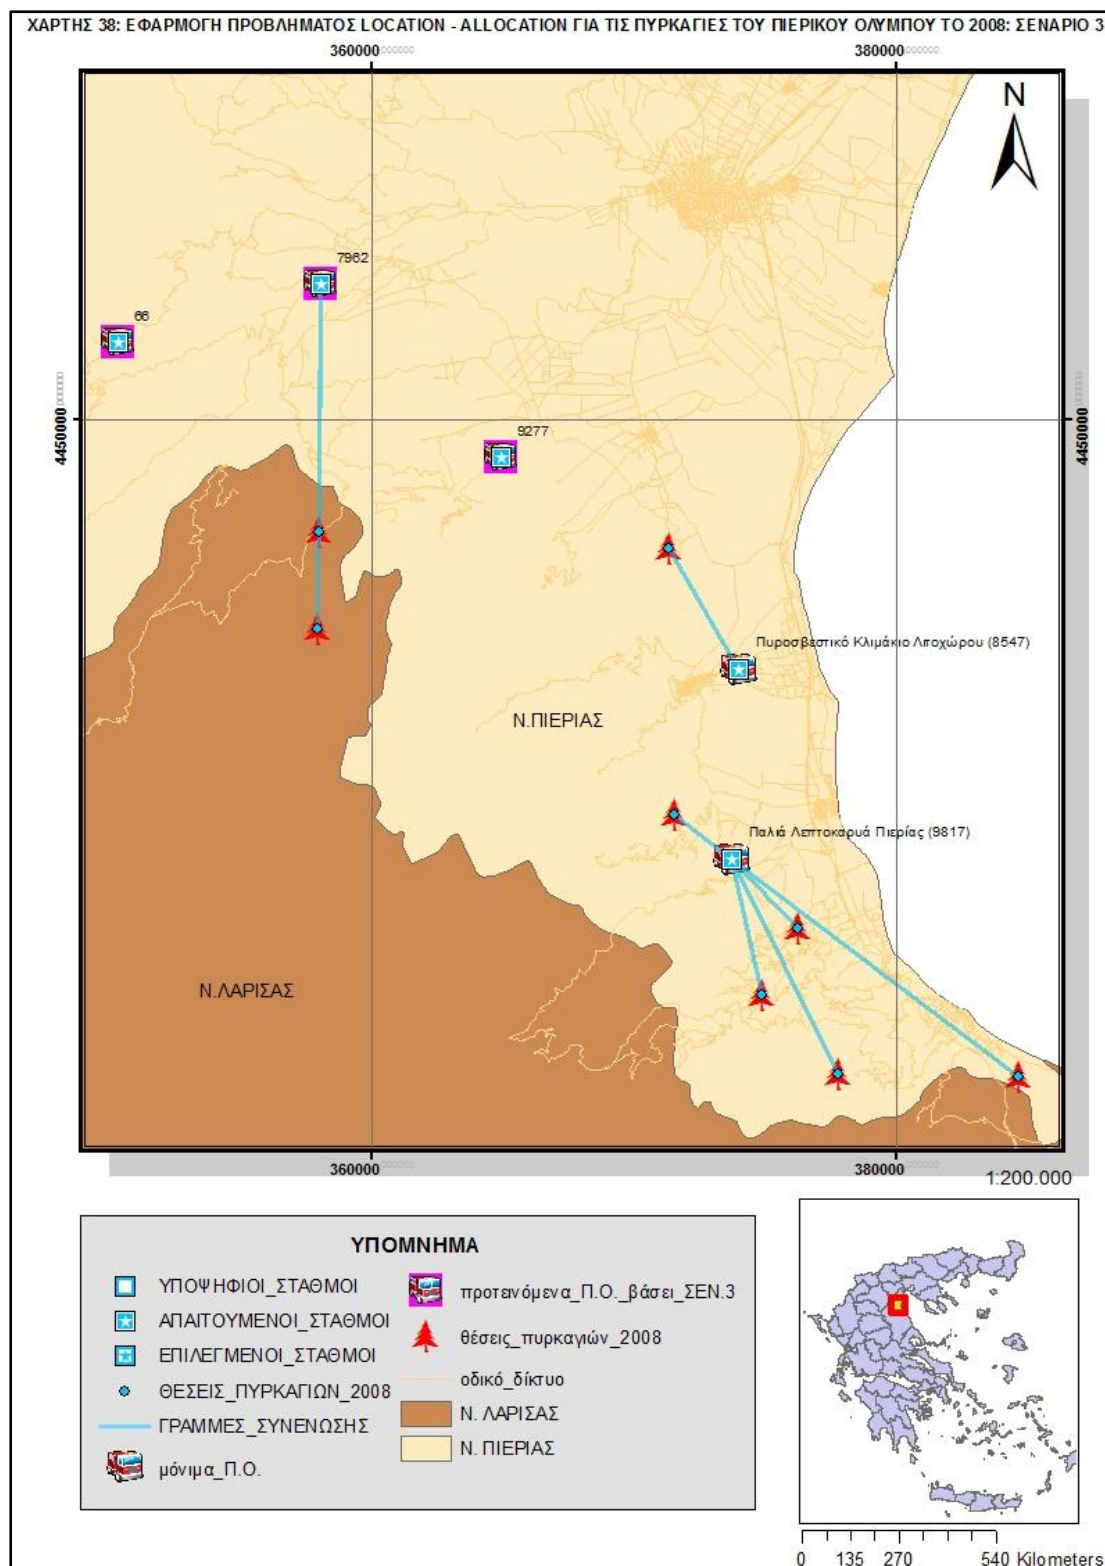 ΧΑΡΤΗΣ 38: ΕΦΑΡΜΟΓΗ ΠΡΟΒΛΗΜΑΤΟΣ LOCATION - ALLOCATION ΓΙΑ ΤΙΣ ΠΥΡΚΑΓΙΕΣ ΤΟΥ ΠΙΕΡΙΚΟΥ ΟΛΥΜΠΟΥ ΤΟ 2008: ΣΕΝΑΡΙΟ 3
360000 380000
N
7962
66
4450000 4450000
9277
Πυροσβεστικό Κλιμάκιο Λιτοχώρου (8547)
Ν.ΠΙΕΡΙΑΣ
Παλιά Λεπτοκαρυά Πιερίας (9817)
Ν.ΛΑΡΙΣΑΣ
360000 380000
1:200.000
ΥΠΟΜΝΗΜΑ
ΥΠΟΨΗΦΙΟΙ_ΣΤΑΘΜΟΙ
ΑΠΑΙΤΟΥΜΕΝΟΙ_ΣΤΑΘΜΟΙ
ΕΠΙΛΕΓΜΕΝΟΙ_ΣΤΑΘΜΟΙ
ΘΕΣΕΙΣ_ΠΥΡΚΑΓΙΩΝ_2008
ΓΡΑΜΜΕΣ_ΣΥΝΕΝΩΣΗΣ
μόνιμα_Π.Ο.
προτεινόμενα_Π.Ο._βάσει_ΣΕΝ.3
θέσεις_πυρκαγιών_2008
οδικό_δίκτυο
Ν. ΛΑΡΙΣΑΣ
Ν. ΠΙΕΡΙΑΣ
0 135 270 540 Kilometers